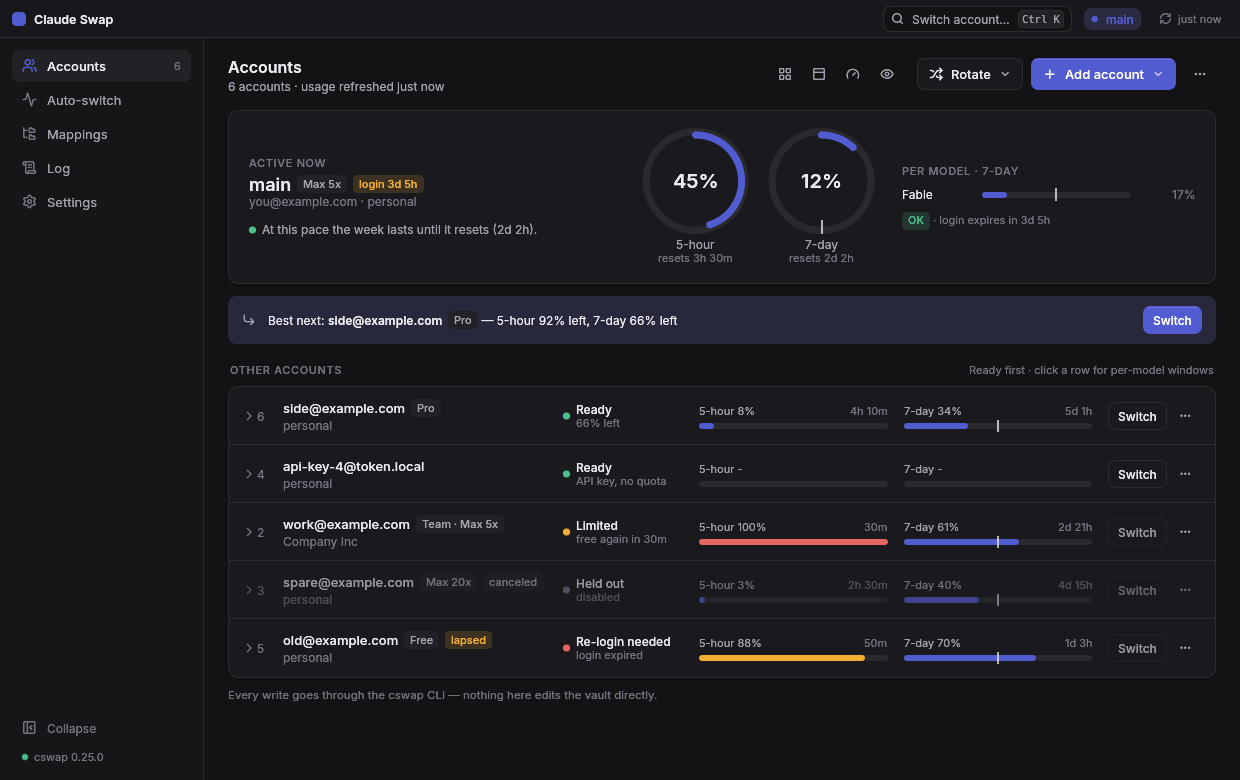 Claude Swap
Switch account... Ctrl K
main
just now
Accounts 6
Auto-switch
Mappings
Log
Settings
Collapse
cswap 0.25.0
Accounts
6 accounts · usage refreshed just now
Rotate
Add account
ACTIVE NOW
main Max 5x login 3d 5h
you@example.com · personal
At this pace the week lasts until it resets (2d 2h).
45%
5-hour
resets 3h 30m
12%
7-day
resets 2d 2h
PER MODEL · 7-DAY
Fable 17%
OK · login expires in 3d 5h
Best next: side@example.com Pro — 5-hour 92% left, 7-day 66% left
Switch
OTHER ACCOUNTS
Ready first · click a row for per-model windows
6 side@example.com Pro
personal
Ready
66% left
5-hour 8% 4h 10m
7-day 34% 5d 1h
Switch
4 api-key-4@token.local
personal
Ready
API key, no quota
5-hour -
7-day -
Switch
2 work@example.com Team · Max 5x
Company Inc
Limited
free again in 30m
5-hour 100% 30m
7-day 61% 2d 21h
Switch
3 spare@example.com Max 20x canceled
personal
Held out
disabled
5-hour 3% 2h 30m
7-day 40% 4d 15h
Switch
5 old@example.com Free lapsed
personal
Re-login needed
login expired
5-hour 88% 50m
7-day 70% 1d 3h
Switch
Every write goes through the cswap CLI — nothing here edits the vault directly.